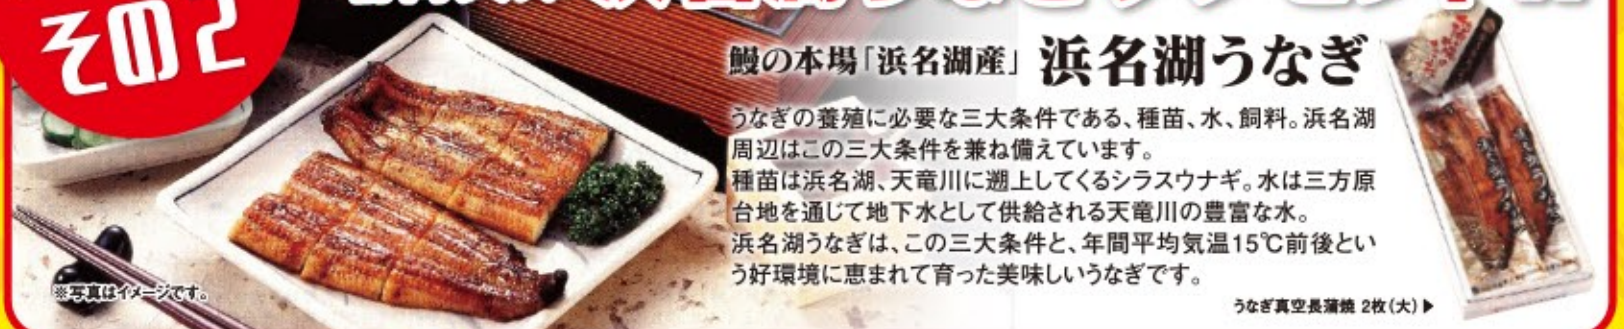 その2
鰻の本場「浜名湖産」 浜名湖うなぎ
うなぎの養殖に必要な三大条件である、種苗、水、飼料。浜名湖
周辺はこの三大条件を兼ね備えています。
種苗は浜名湖、天竜川に遡上してくるシラスウナギ。水は三方原
台地を通じて地下水として供給される天竜川の豊富な水。
浜名湖うなぎは、この三大条件と、年間平均気温15℃前後とい
う好環境に恵まれて育った美味しいうなぎです。
※写真はイメージです。
うなぎ真空長蒲焼 2枚(大)▶